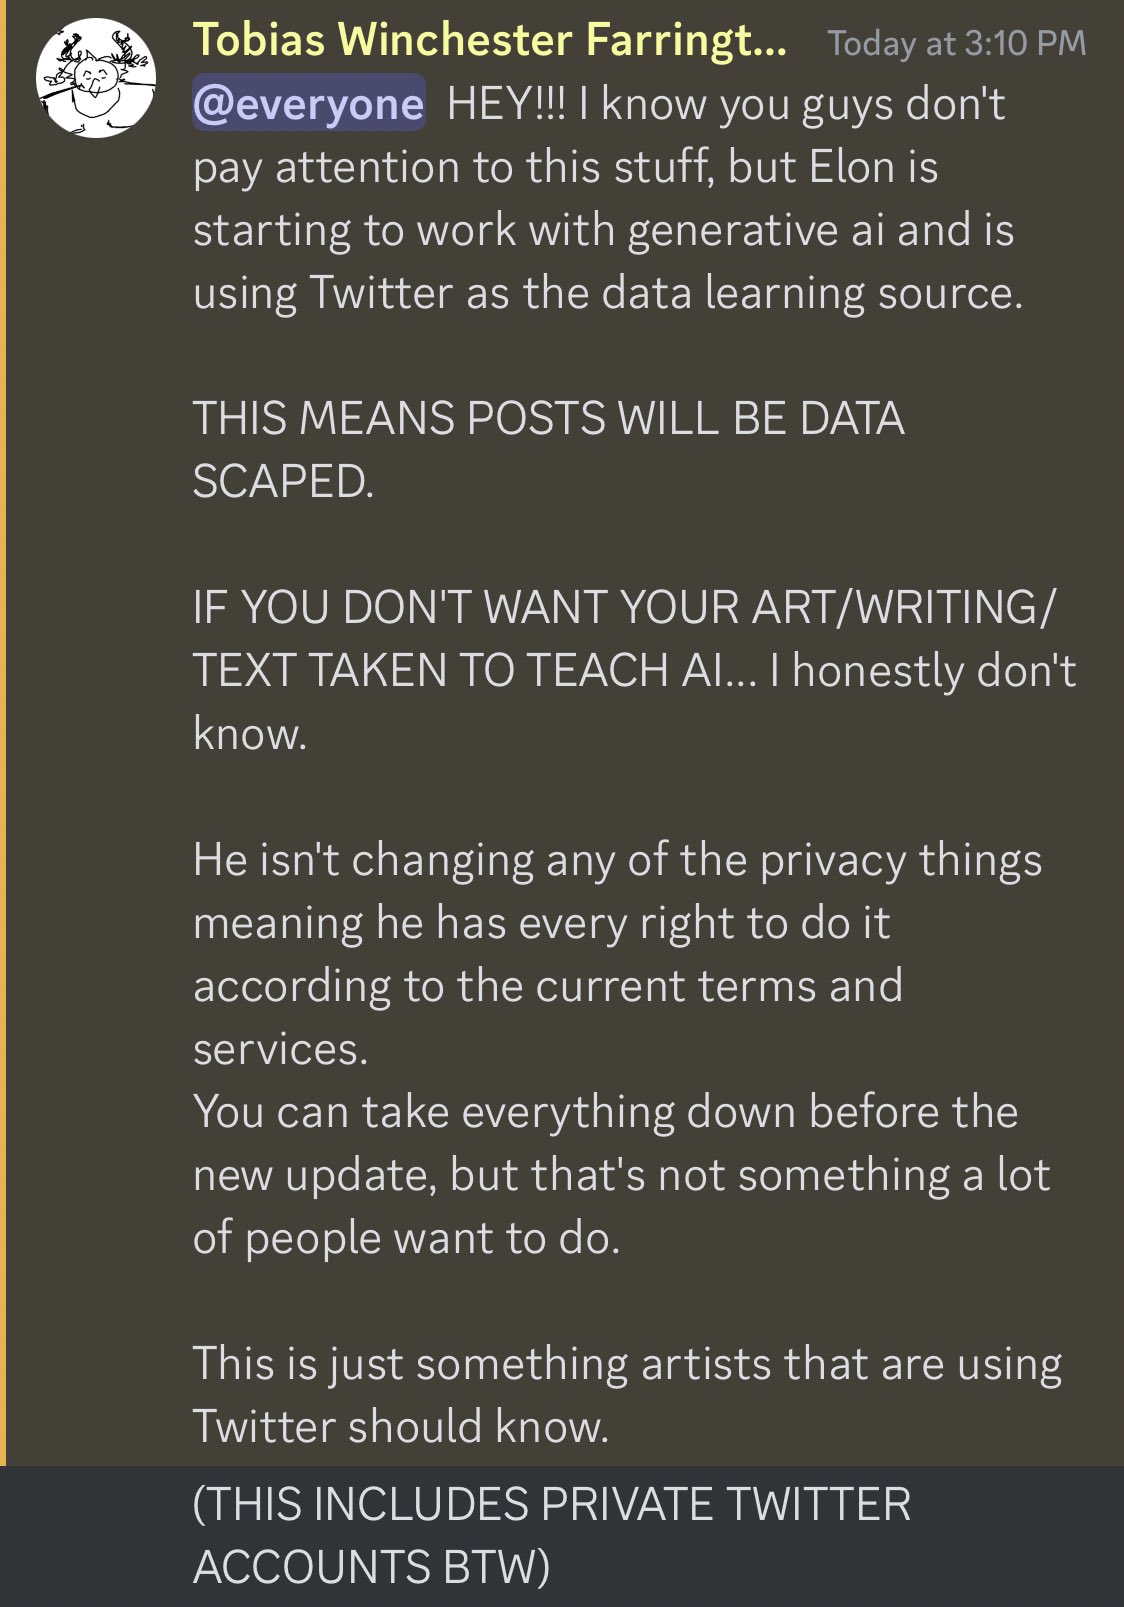 Tobias Winchester Farringt... Today at 3:10 PM
@everyone HEY!!! I know you guys don't
pay attention to this stuff, but Elon is
starting to work with generative ai and is
using Twitter as the data learning source.
THIS MEANS POSTS WILL BE DATA
SCAPED.
IF YOU DON'T WANT YOUR ART/WRITING/
TEXT TAKEN TO TEACH AI... I honestly don't
know.
He isn't changing any of the privacy things
meaning he has every right to do it
according to the current terms and
services.
You can take everything down before the
new update, but that's not something a lot
of people want to do.
This is just something artists that are using
Twitter should know.
(THIS INCLUDES PRIVATE TWITTER
ACCOUNTS BTW)